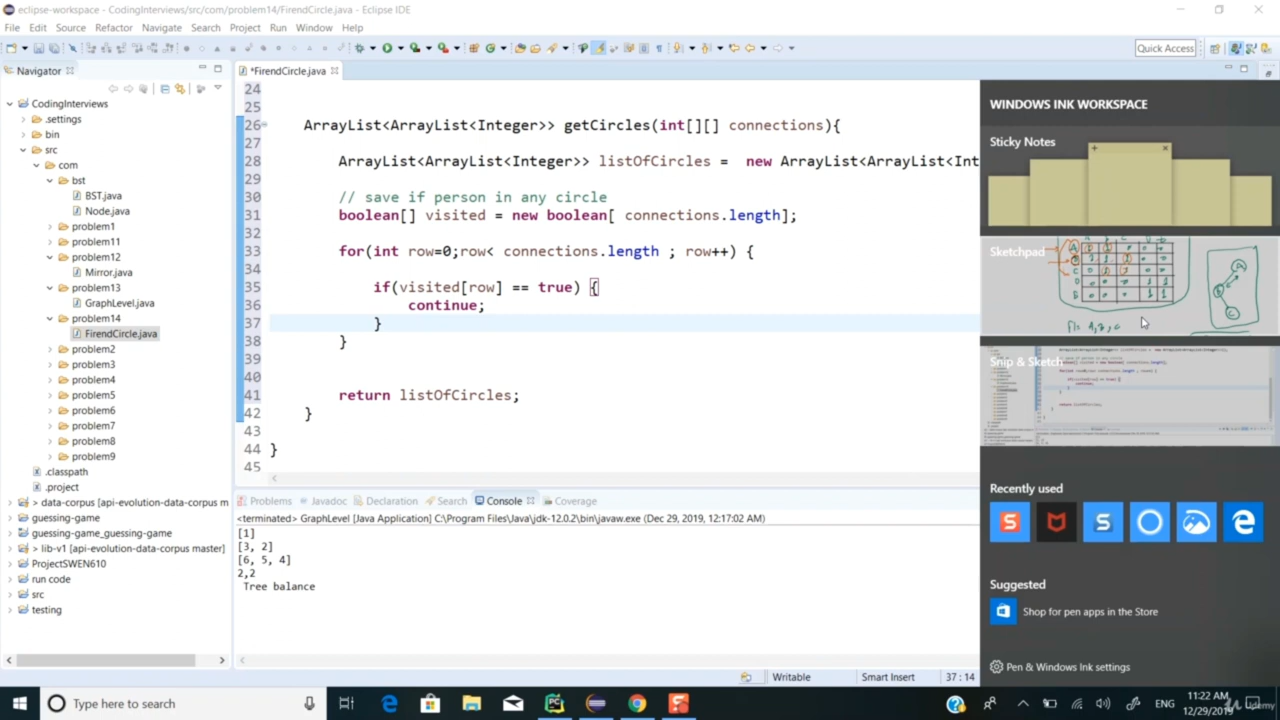 eclipse-workspace - CodingInterviews/src/com/problem14/FirendCircle.java - Eclipse IDE
File Edit Source Refactor Navigate Search Project Run Window Help
Quick Access
Navigator
*FirendCircle.java
CodingInterviews
.settings
bin
src
com
bst
BST.java
Node.java
problem1
problem11
problem12
Mirror.java
problem13
GraphLevel.java
problem14
FirendCircle.java
problem2
problem3
problem4
problem5
problem6
problem7
problem8
problem9
.classpath
.project
> data-corpus [api-evolution-data-corpus m
guessing-game
guessing-game_guessing-game
> lib-v1 [api-evolution-data-corpus master]
ProjectSWEN610
run code
src
testing
24
25
26 ArrayList<ArrayList<Integer>> getCircles(int[][] connections){
27
28 ArrayList<ArrayList<Integer>> listOfCircles = new ArrayList<ArrayList<Int
29
30 // save if person in any circle
31 boolean[] visited = new boolean[ connections.length];
32
33 for(int row=0;row< connections.length ; row++) {
34
35 if(visited[row] == true) {
36 continue;
37 }
38 }
39
40
41 return listOfCircles;
42 }
43
44 }
45
Problems Javadoc Declaration Search Console Coverage
<terminated> GraphLevel [Java Application] C:\Program Files\Java\jdk-12.0.2\bin\javaw.exe (Dec 29, 2019, 12:17:02 AM)
[1]
[3, 2]
[6, 5, 4]
2,2
Tree balance
Writable Smart Insert 37 : 14
WINDOWS INK WORKSPACE
Sticky Notes
Sketchpad
Snip & Sketch
Recently used
Suggested
Shop for pen apps in the Store
Pen & Windows Ink settings
Type here to search
ENG
11:22 AM
12/29/2019
Udemy